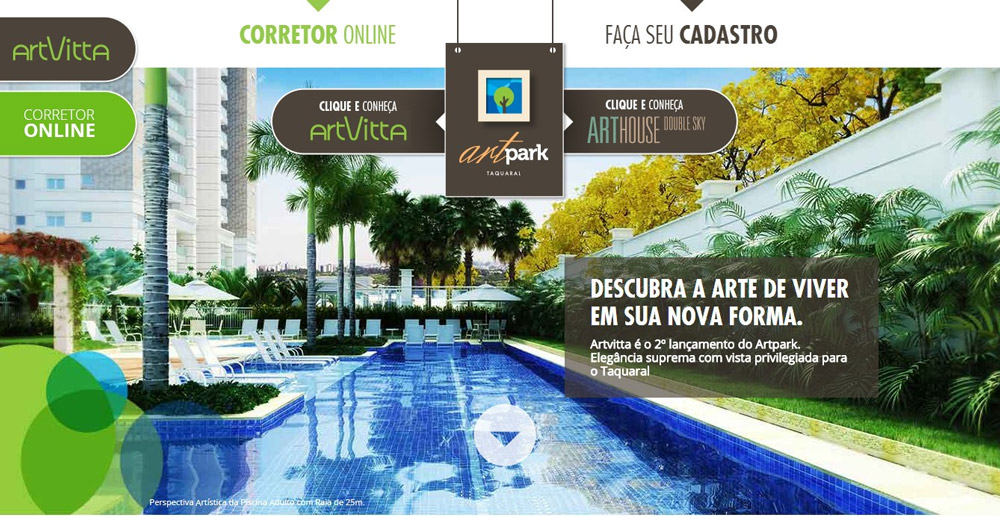 CORRETOR ONLINE
FAÇA SEU CADASTRO
ArtVittA
CORRETOR
ONLINE
CLIQUE E CONHEÇA
ArtVittA
artpark
TAQUARAL
CLIQUE E CONHEÇA
ARTHOUSE DOUBLE SKY
DESCUBRA A ARTE DE VIVER
EM SUA NOVA FORMA.
Artvitta é o 2º lançamento do Artpark.
Elegância suprema com vista privilegiada para
o Taquaral
Perspectiva Artística da Piscina Adulto com Raia de 25m.